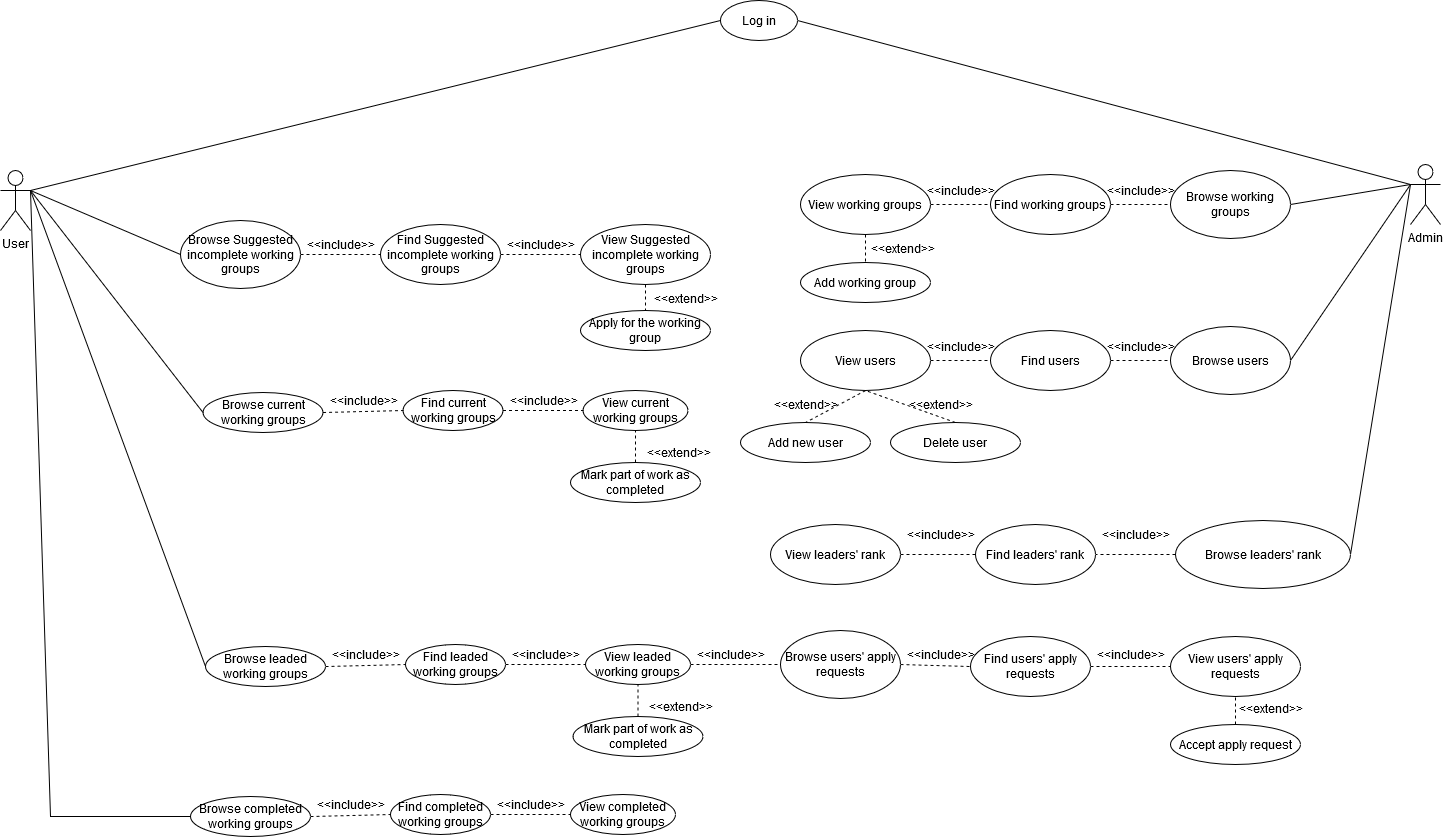 Log in
User
Admin
Browse Suggested
incomplete working
groups
<<include>>
Find Suggested
incomplete working
groups
<<include>>
View Suggested
incomplete working
groups
<<extend>>
Apply for the working
group
View working groups
<<include>>
Find working groups
<<include>>
Browse working
groups
<<extend>>
Add working group
View users
<<include>>
Find users
<<include>>
Browse users
<<extend>>
<<extend>>
Add new user
Delete user
Browse current
working groups
<<include>>
Find current
working groups
<<include>>
View current
working groups
<<extend>>
Mark part of work as
completed
View leaders' rank
<<include>>
Find leaders' rank
<<include>>
Browse leaders' rank
Browse leaded
working groups
<<include>>
Find leaded
working groups
<<include>>
View leaded
working groups
<<include>>
Browse users' apply
requests
<<include>>
Find users' apply
requests
<<include>>
View users' apply
requests
<<extend>>
Mark part of work as
completed
<<extend>>
Accept apply request
Browse completed
working groups
<<include>>
Find completed
working groups
<<include>>
View completed
working groups